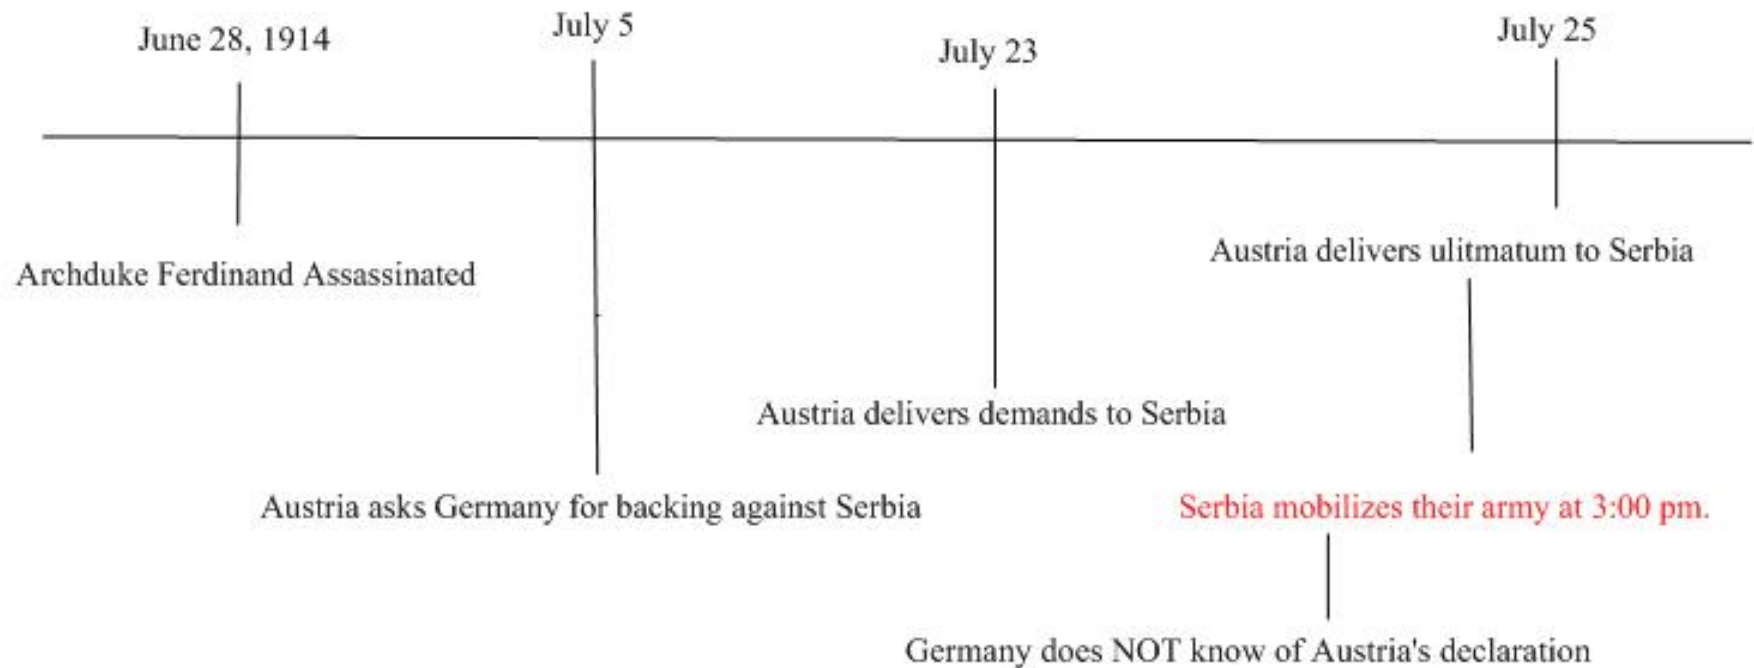 June 28, 1914
July 5
July 23
July 25
Archduke Ferdinand Assassinated
Austria delivers ulitmatum to Serbia
Austria delivers demands to Serbia
Austria asks Germany for backing against Serbia
Serbia mobilizes their army at 3:00 pm.
Germany does NOT know of Austria's declaration